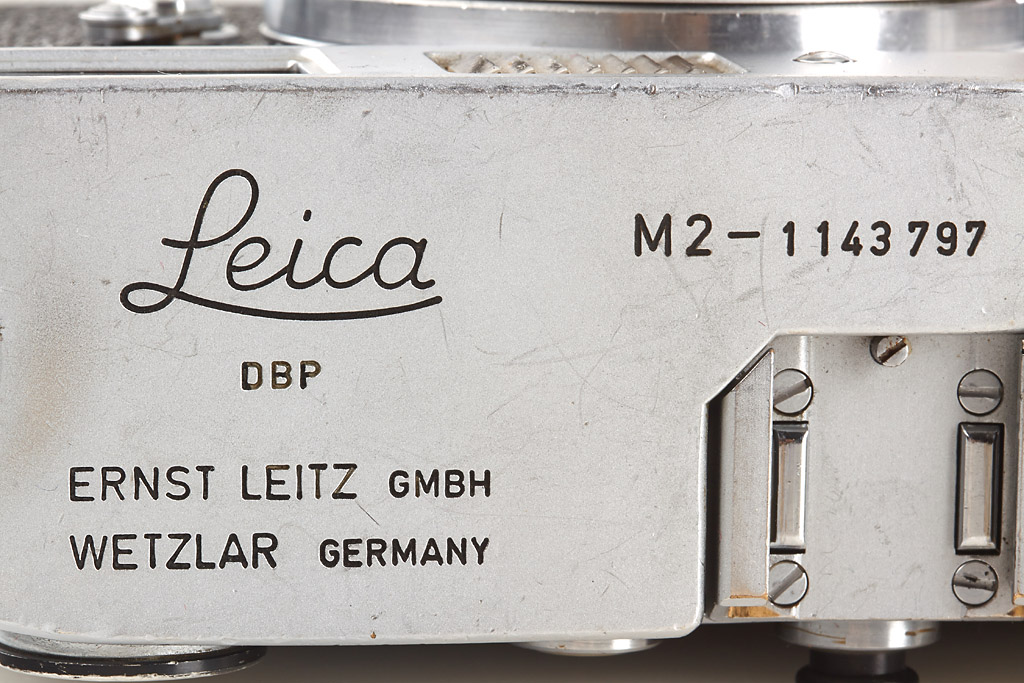 Leica
M2-1143797
DBP
ERNST LEITZ GMBH
WETZLAR GERMANY